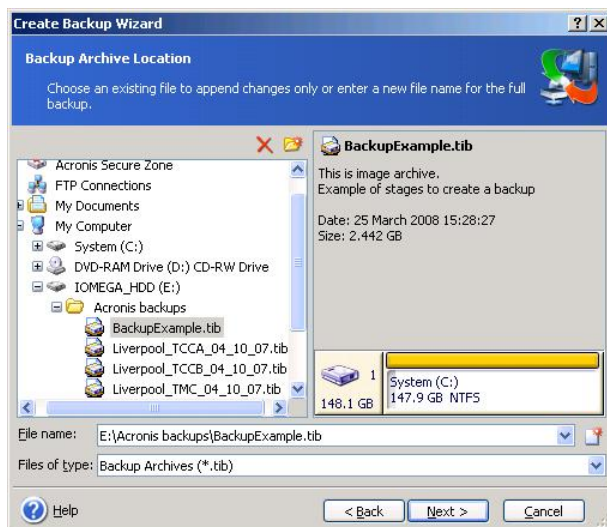 Create Backup Wizard
Backup Archive Location
Choose an existing file to append changes only or enter a new file name for the full
backup.
Acronis Secure Zone
FTP Connections
My Documents
My Computer
System (C:)
DVD-RAM Drive (D:) CD-RW Drive
IOMEGA_HDD (E:)
Acronis backups
BackupExample.tib
Liverpool_TCCA_04_10_07.tib
Liverpool_TCCB_04_10_07.tib
Liverpool_TMC_04_10_07.tib
BackupExample.tib
This is image archive.
Example of stages to create a backup
Date: 25 March 2008 15:28:27
Size: 2.442 GB
1
148.1 GB
System (C:)
147.9 GB NTFS
File name: E:\Acronis backups\BackupExample.tib
Files of type: Backup Archives (*.tib)
Help
< Back
Next >
Cancel